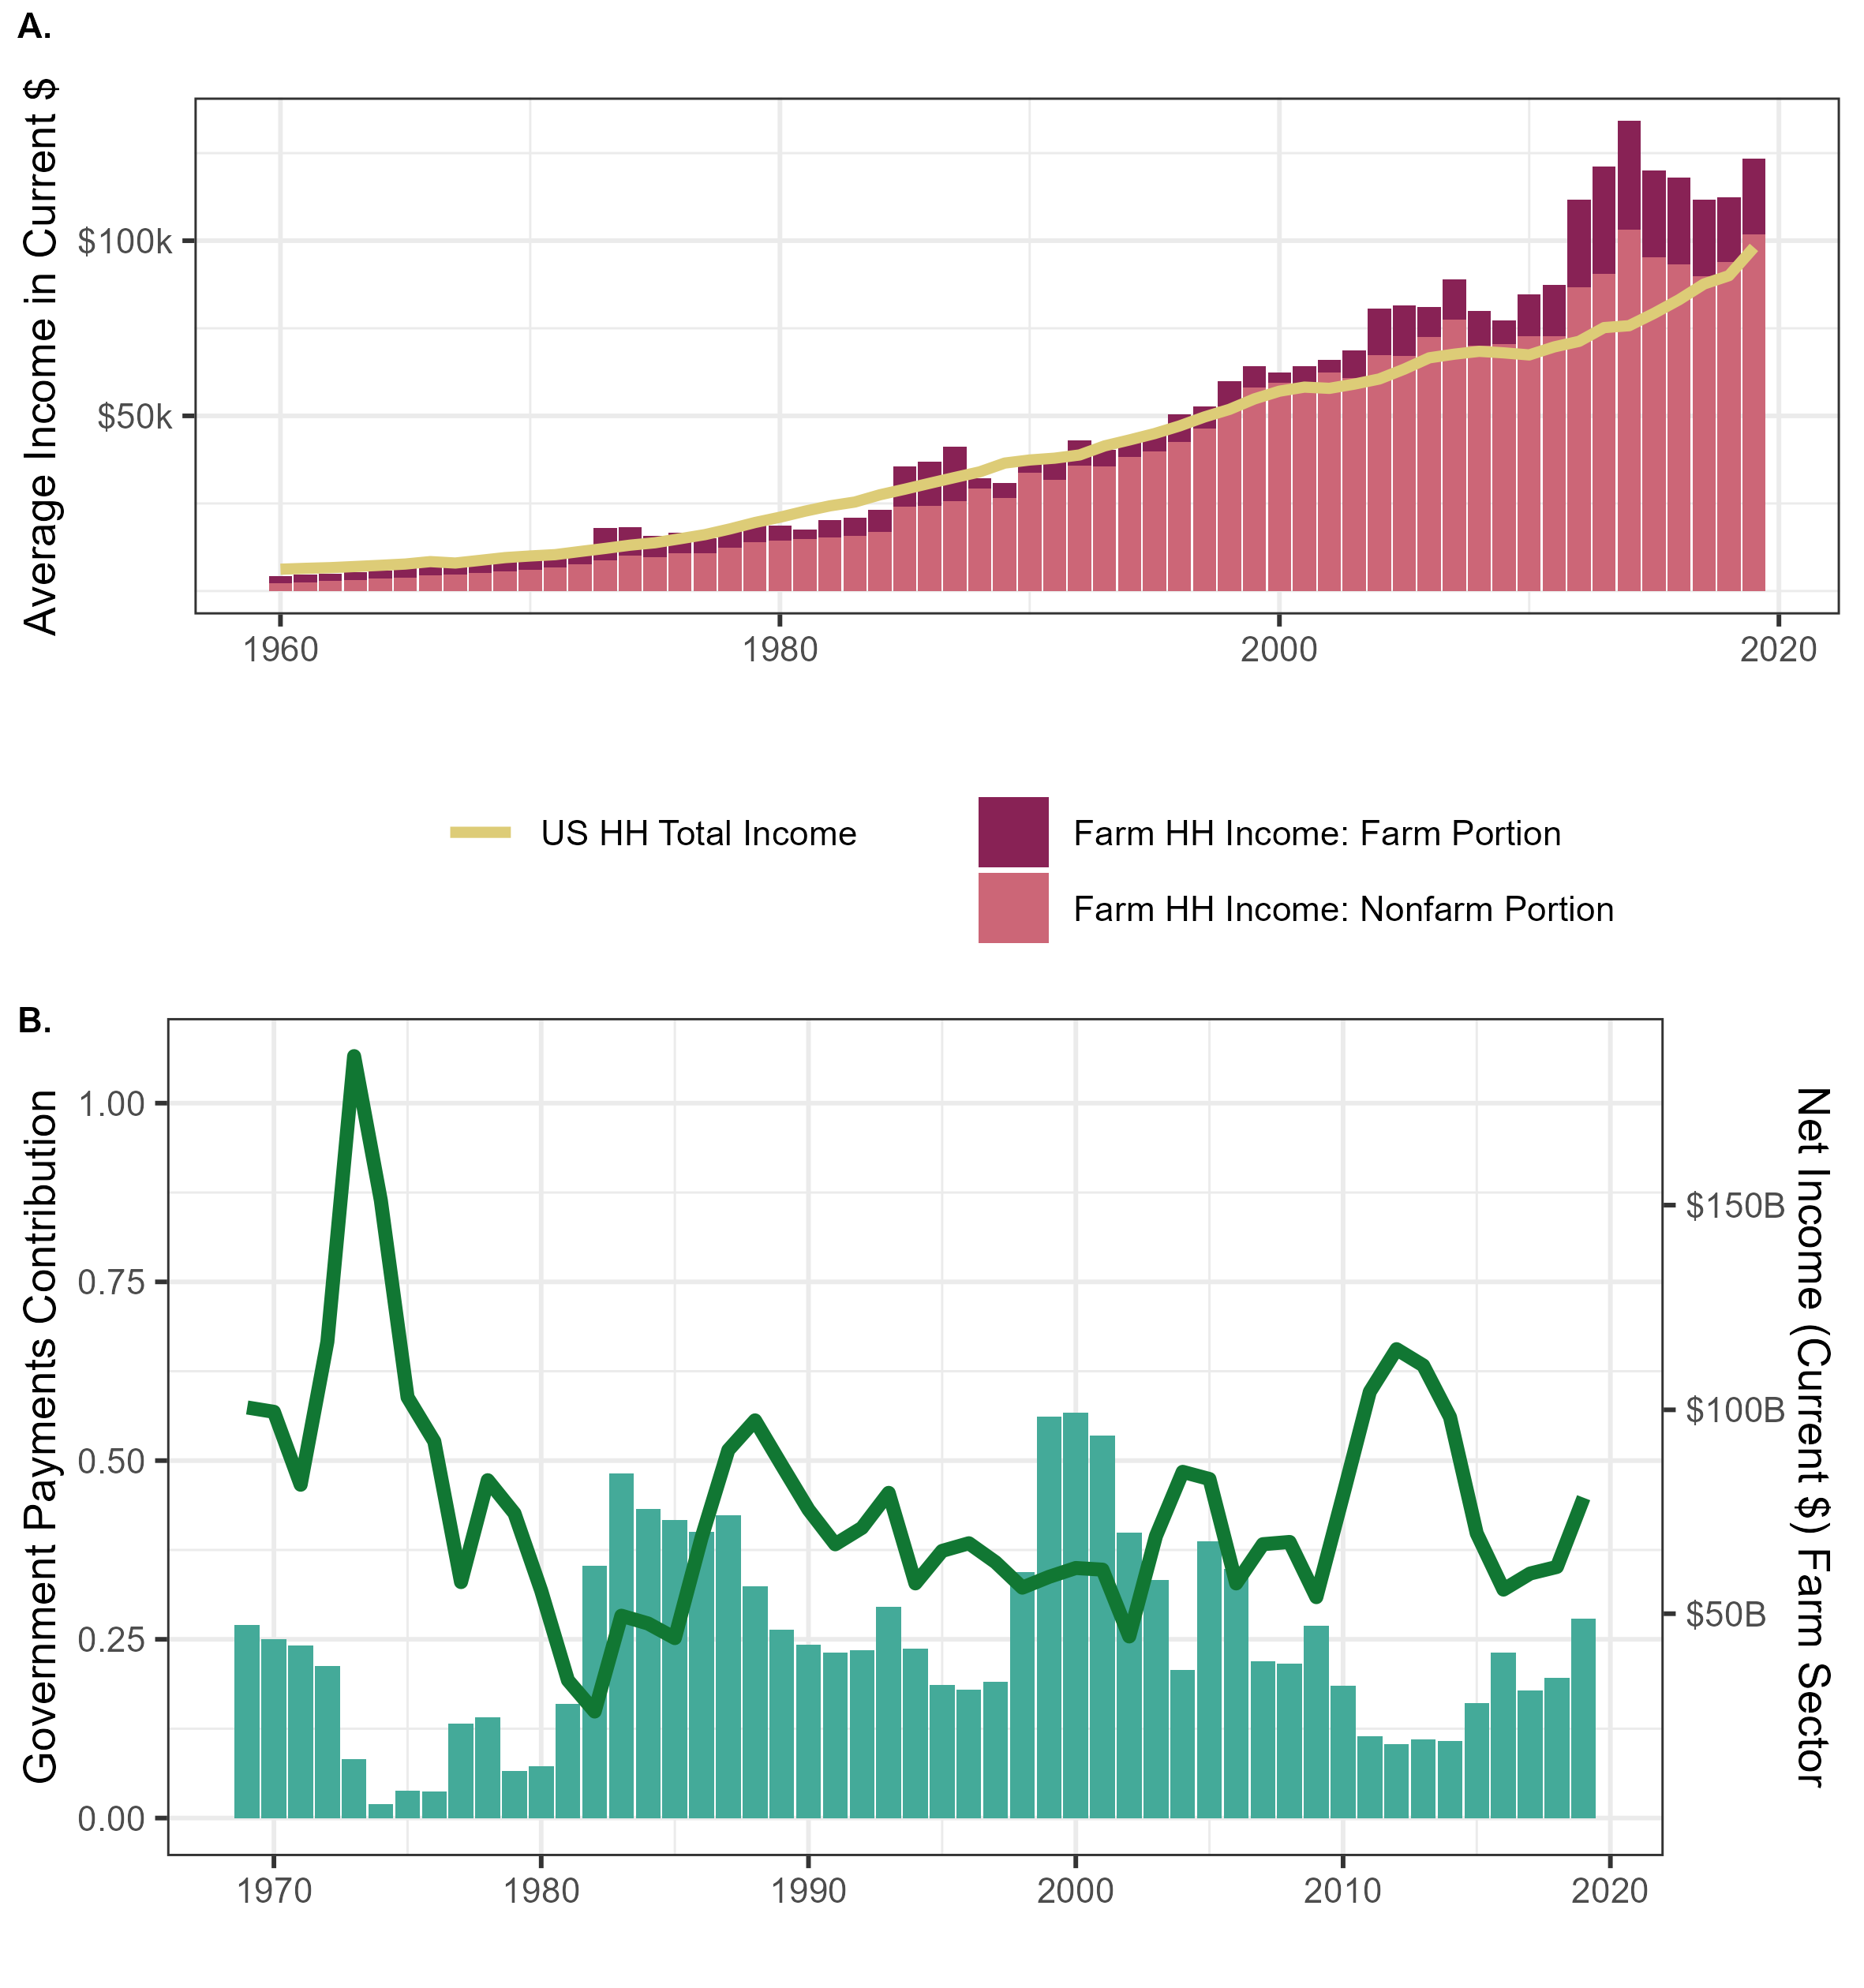 A.
Average Income in Current $
$100k
$50k
1960 1980 2000 2020
US HH Total Income
Farm HH Income: Farm Portion
Farm HH Income: Nonfarm Portion
B.
Government Payments Contribution
1.00
0.75
0.50
0.25
0.00
$150B
$100B
$50B
Net Income (Current $) Farm Sector
1970 1980 1990 2000 2010 2020